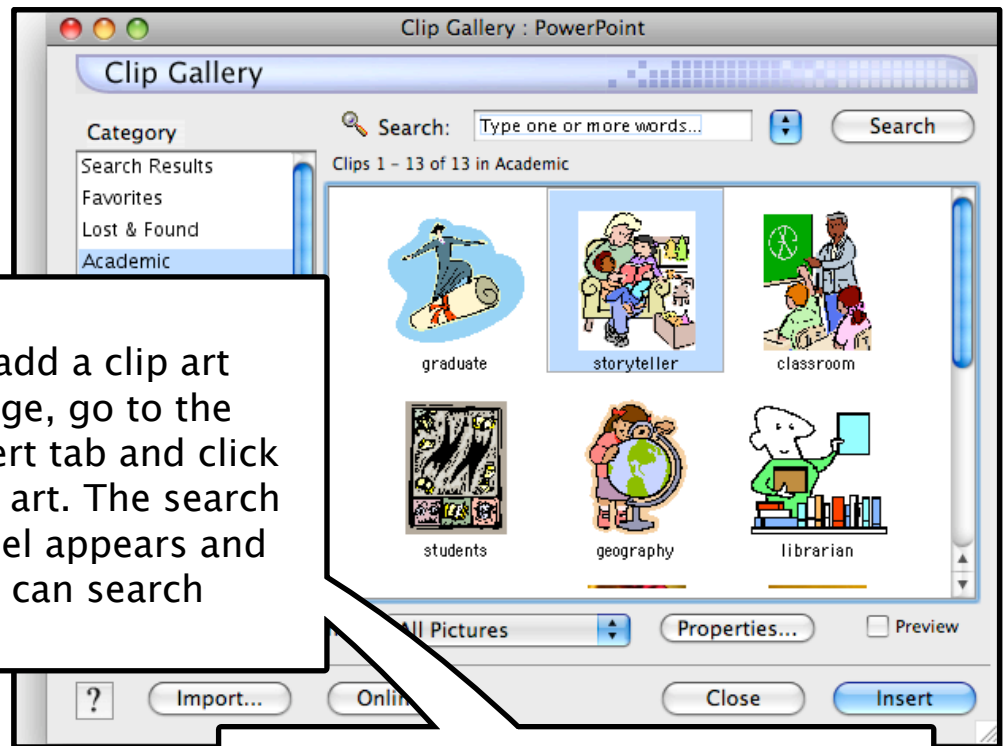 Clip Gallery : PowerPoint
Clip Gallery
Category
Search: Type one or more words... Search
Search Results
Favorites
Lost & Found
Academic
Clips 1 – 13 of 13 in Academic
graduate storyteller classroom
students geography librarian
add a clip art
ge, go to the
ert tab and click
art. The search
el appears and
can search
All Pictures Properties... Preview
? Import... Onlin Close Insert